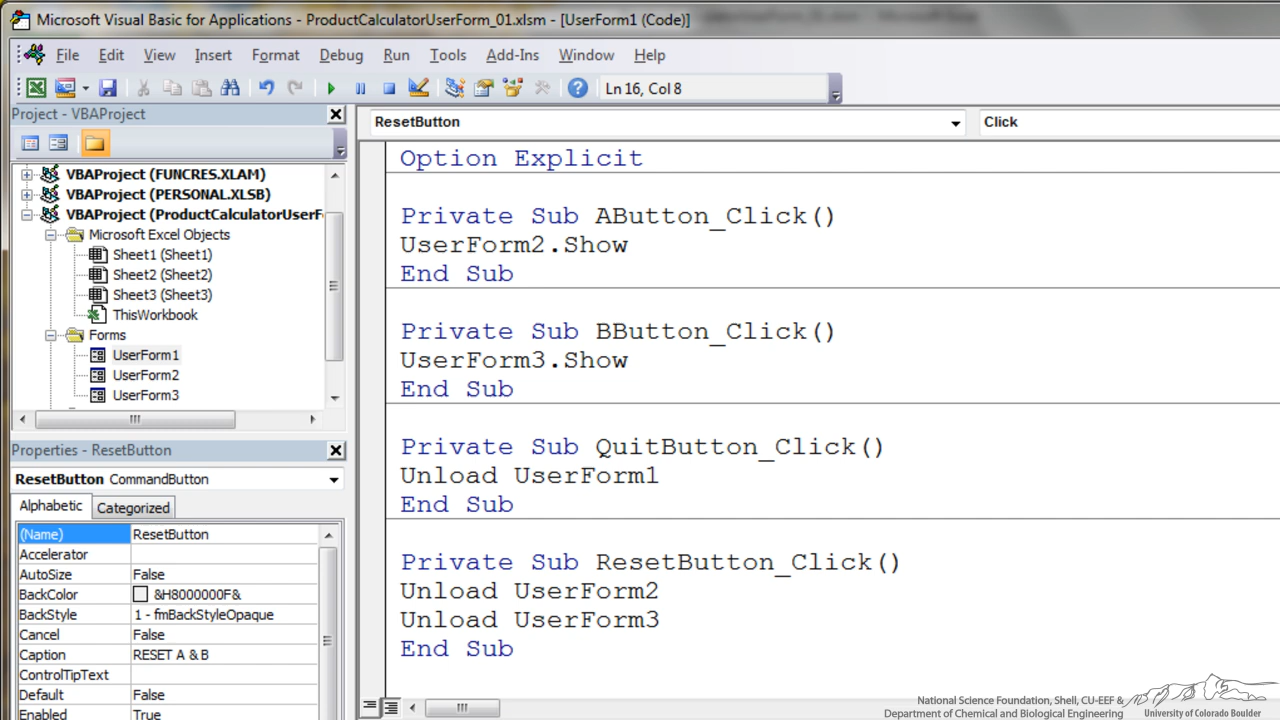 Microsoft Visual Basic for Applications - ProductCalculatorUserForm_01.xlsm - [UserForm1 (Code)]
File Edit View Insert Format Debug Run Tools Add-Ins Window Help
Ln 16, Col 8
Project - VBAProject
VBAProject (FUNCRES.XLAM)
VBAProject (PERSONAL.XLSB)
VBAProject (ProductCalculatorUserF
Microsoft Excel Objects
Sheet1 (Sheet1)
Sheet2 (Sheet2)
Sheet3 (Sheet3)
ThisWorkbook
Forms
UserForm1
UserForm2
UserForm3
Properties - ResetButton
ResetButton CommandButton
Alphabetic Categorized
(Name) ResetButton
Accelerator
AutoSize False
BackColor &H8000000F&
BackStyle 1 - fmBackStyleOpaque
Cancel False
Caption RESET A & B
ControlTipText
Default False
Enabled True
ResetButton Click
Option Explicit
Private Sub AButton_Click()
UserForm2.Show
End Sub
Private Sub BButton_Click()
UserForm3.Show
End Sub
Private Sub QuitButton_Click()
Unload UserForm1
End Sub
Private Sub ResetButton_Click()
Unload UserForm2
Unload UserForm3
End Sub
National Science Foundation, Shell, CU-EEF &
Department of Chemical and Biological Engineering
University of Colorado Boulder